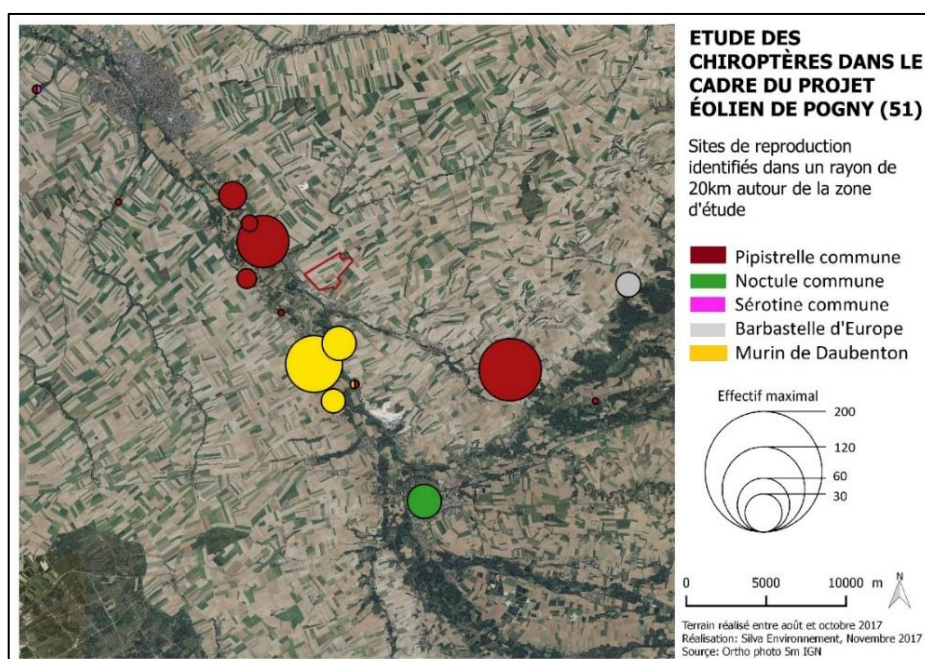 ETUDE DES
CHIROPTÈRES DANS LE
CADRE DU PROJET
ÉOLIEN DE POGNY (51)
Sites de reproduction
identifiés dans un rayon de
20km autour de la zone
d'étude
Pipistrelle commune
Noctule commune
Sérotine commune
Barbastelle d'Europe
Murin de Daubenton
Effectif maximal
200
120
60
30
0 5000 10000 m
N
Terrain réalisé entre août et octobre 2017
Réalisation: Silva Environnement, Novembre 2017
Source: Ortho photo 5m IGN